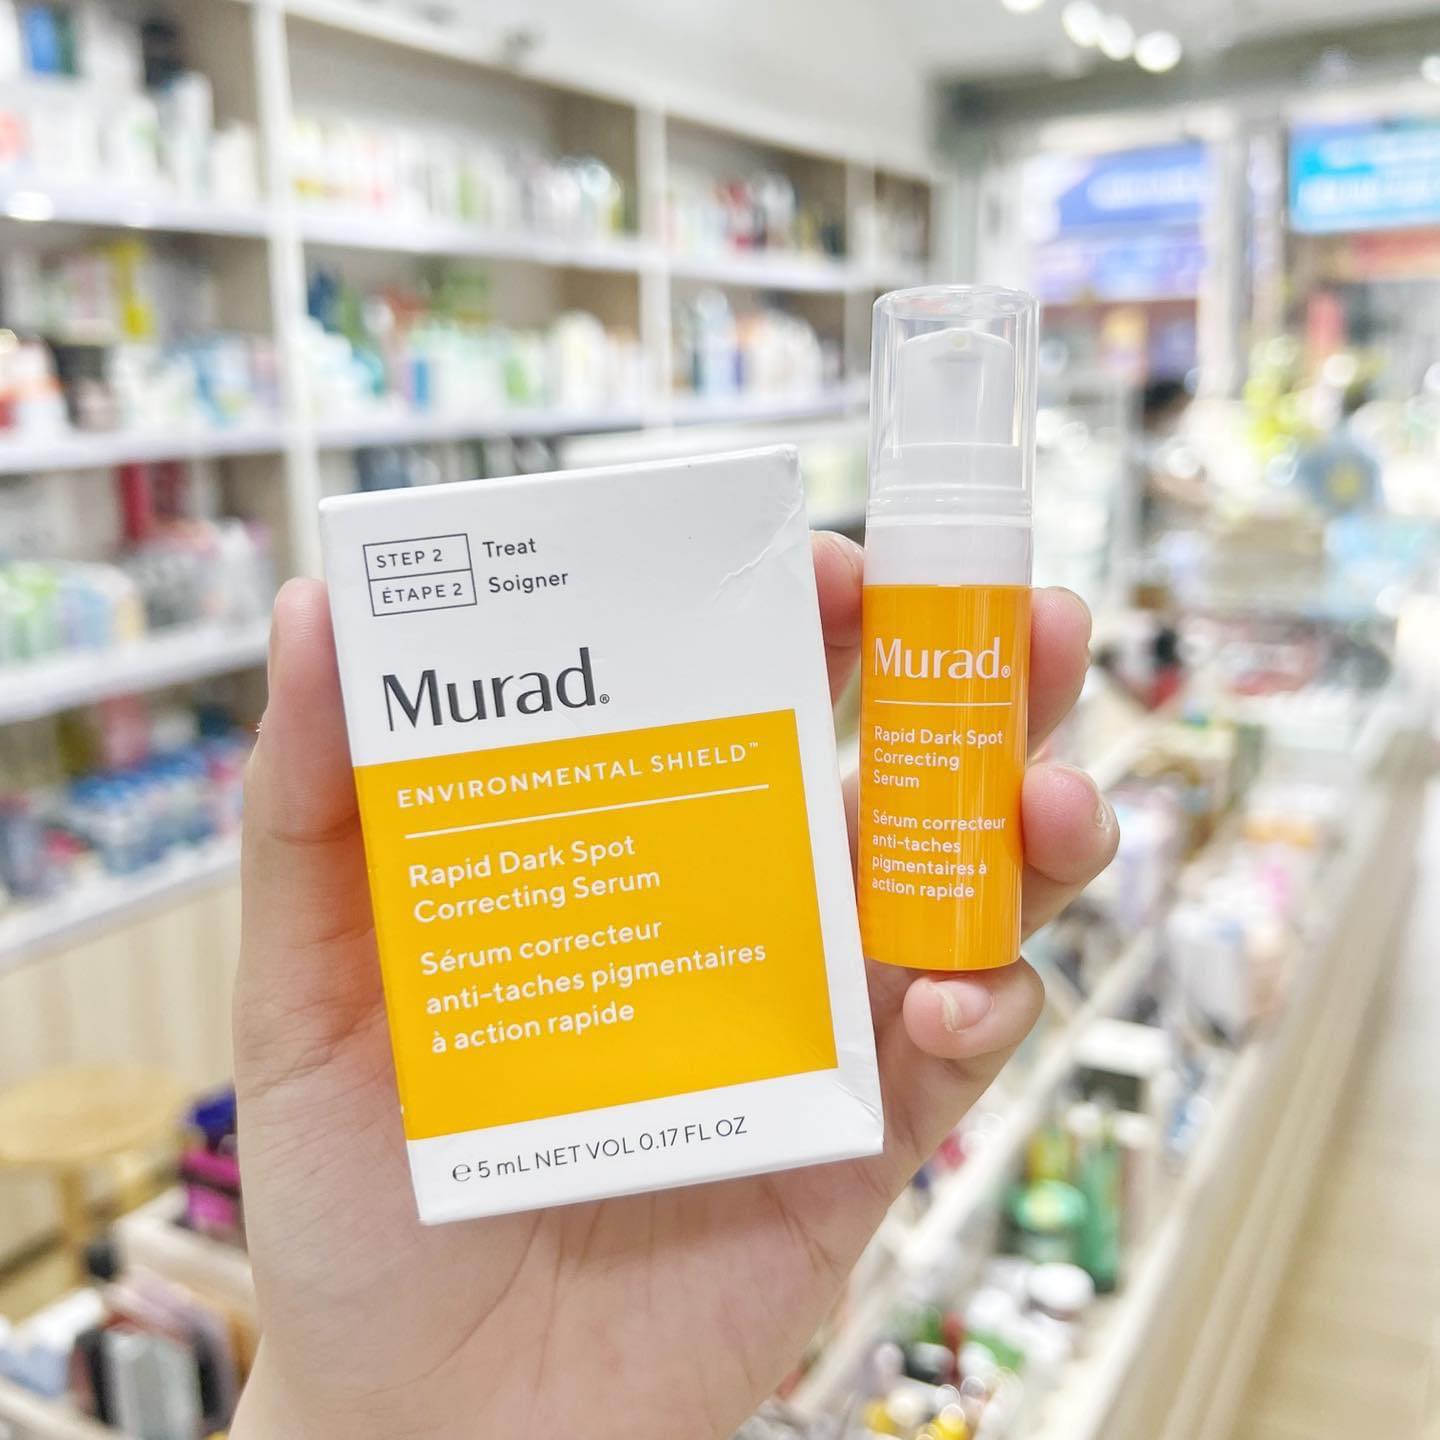 STEP 2 Treat
ÉTAPE 2 Soigner
Murad®
ENVIRONMENTAL SHIELD™
Rapid Dark Spot
Correcting Serum
Sérum correcteur
anti-taches pigmentaires
à action rapide
℮ 5 mL NET VOL 0.17 FL OZ
Murad®
Rapid Dark Spot
Correcting
Serum
Sérum correcteur
anti-taches
pigmentaires à
action rapide